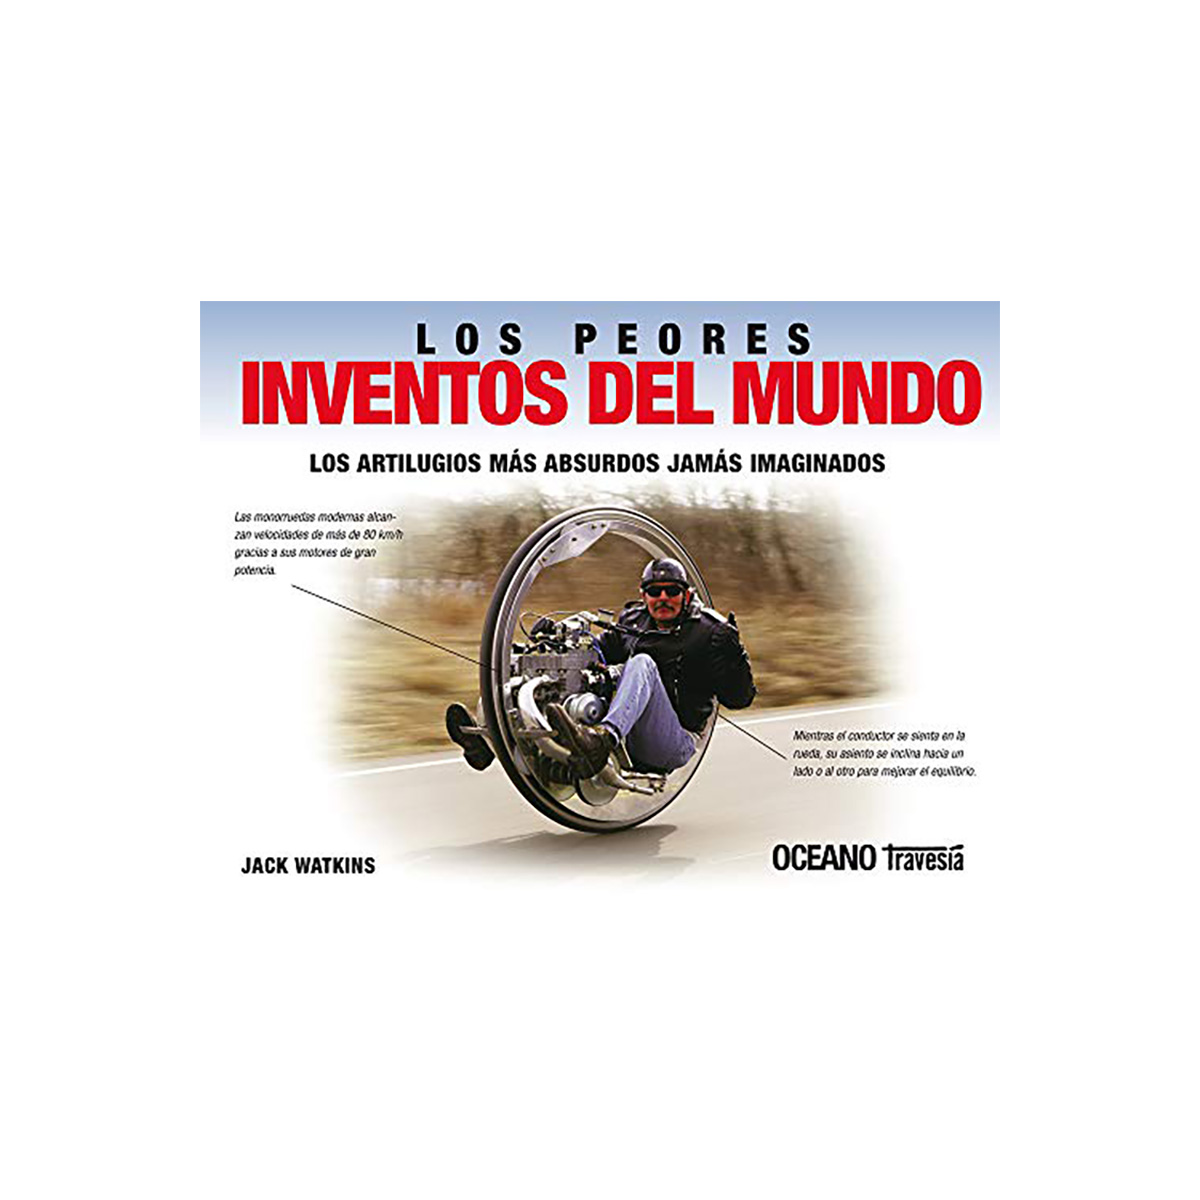 LOS PEORES
INVENTOS DEL MUNDO
LOS ARTILUGIOS MÁS ABSURDOS JAMÁS IMAGINADOS
Las monorruedas modernas alcan-
zan velocidades de más de 80 km/h
gracias a sus motores de gran
potencia.
Mientras el conductor se sienta en la
rueda, su asiento se inclina hacia un
lado o al otro para mejorar el equilibrio.
JACK WATKINS
OCEANO Travesía